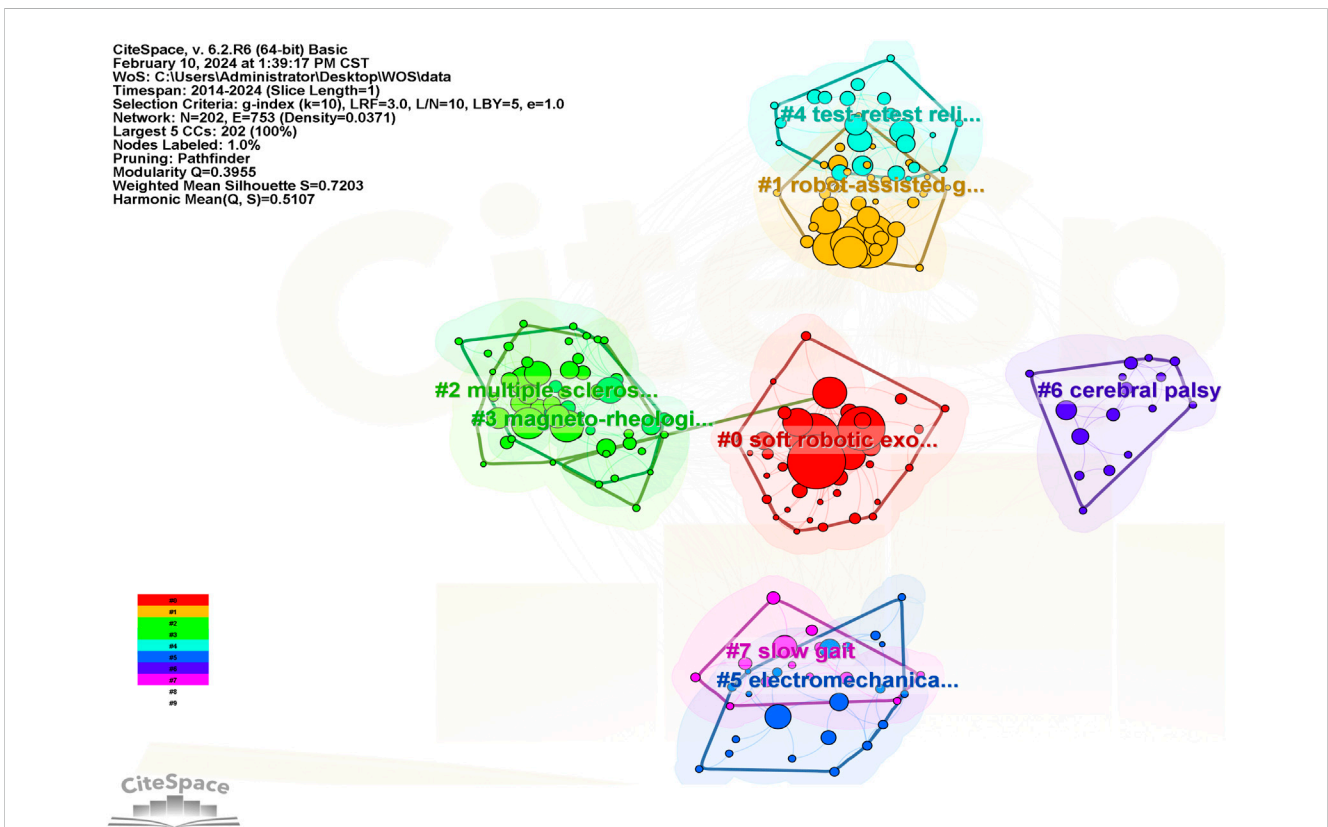 CiteSpace, v. 6.2.R6 (64-bit) Basic
February 10, 2024 at 1:39:17 PM CST
WoS: C:\Users\Administrator\Desktop\WOS\data
Timespan: 2014-2024 (Slice Length=1)
Selection Criteria: g-index (k=10), LRF=3.0, L/N=10, LBY=5, e=1.0
Network: N=202, E=753 (Density=0.0371)
Largest 5 CCs: 202 (100%)
Nodes Labeled: 1.0%
Pruning: Pathfinder
Modularity Q=0.3955
Weighted Mean Silhouette S=0.7203
Harmonic Mean(Q, S)=0.5107
#4 test-retest reli...
#1 robot-assisted g...
CiteSp
#2 multiple scleros...
#3 magneto-rheologi...
#0 soft robotic exo...
#6 cerebral palsy
#7 slow gait
#5 electromechanica...
#0
#1
#2
#3
#4
#5
#6
#7
#8
#9
CiteSpace